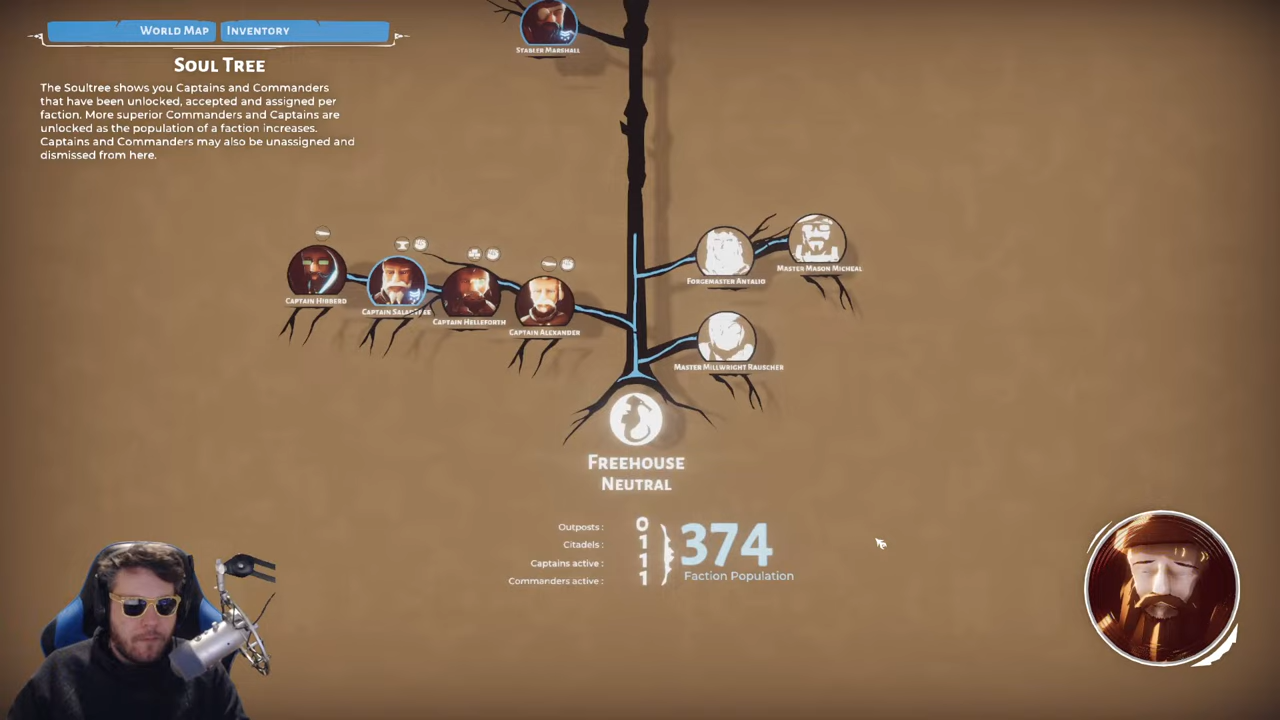 World Map
Inventory
Soul Tree
The Soultree shows you Captains and Commanders
that have been unlocked, accepted and assigned per
faction. More superior Commanders and Captains are
unlocked as the population of a faction increases.
Captains and Commanders may also be unassigned and
dismissed from here.
Stabler Marshall
Captain Hibberd
Captain
Captain Helleforth
Captain Alexander
Forgemaster Antalio
Master Mason Micheal
Master Millwright Rauscher
Freehouse
Neutral
Outposts : 0
Citadels : 1
Captains active : 1
Commanders active : 1
374
Faction Population